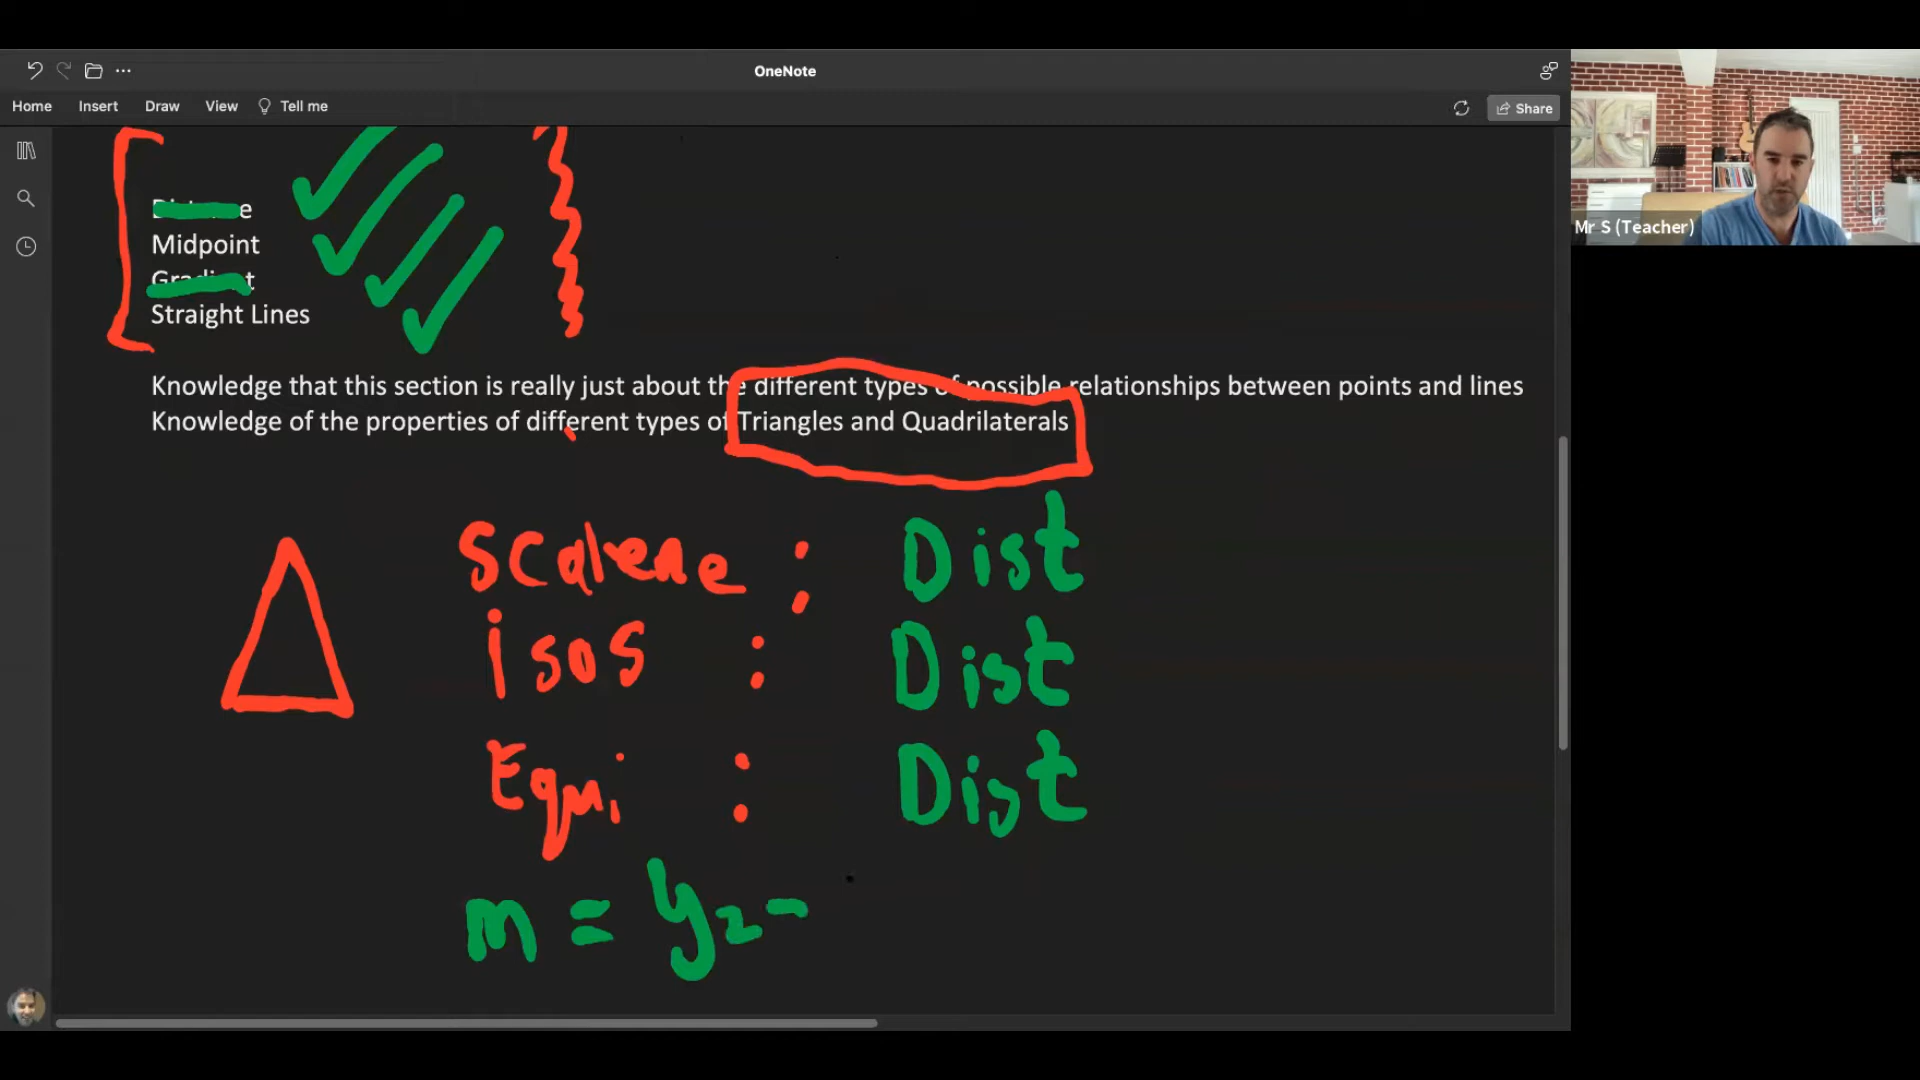 OneNote
Home Insert Draw View Tell me Share
Distance
Midpoint
Gradient
Straight Lines
Knowledge that this section is really just about the different types of possible relationships between points and lines
Knowledge of the properties of different types of Triangles and Quadrilaterals
Scalene : Dist
isos : Dist
Equi : Dist
m = y2 -
Mr S (Teacher)